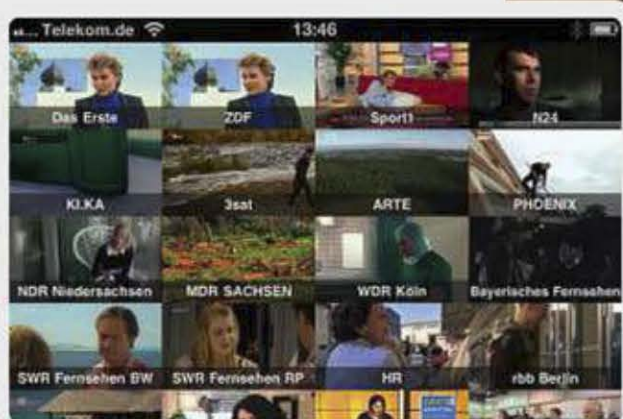 ... Telekom.de 13:46
Das Erste ZDF Sport1 N24
KI.KA 3sat ARTE PHOENIX
NDR Niedersachsen MDR SACHSEN WDR Köln Bayerisches Fernsehen
SWR Fernsehen BW SWR Fernsehen RP HR rbb Berlin